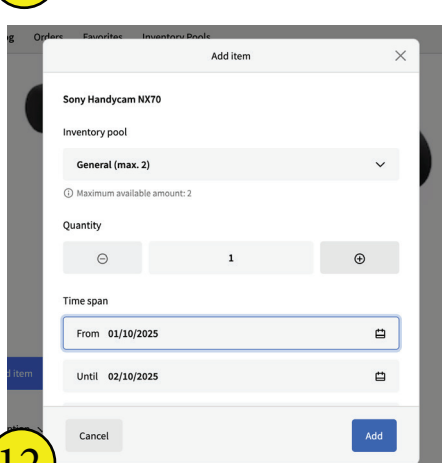 Orders Favorites Inventory Pools
Add item
Sony Handycam NX70
Inventory pool
General (max. 2)
Maximum available amount: 2
Quantity
1
Time span
From 01/10/2025
Until 02/10/2025
Cancel
Add
12